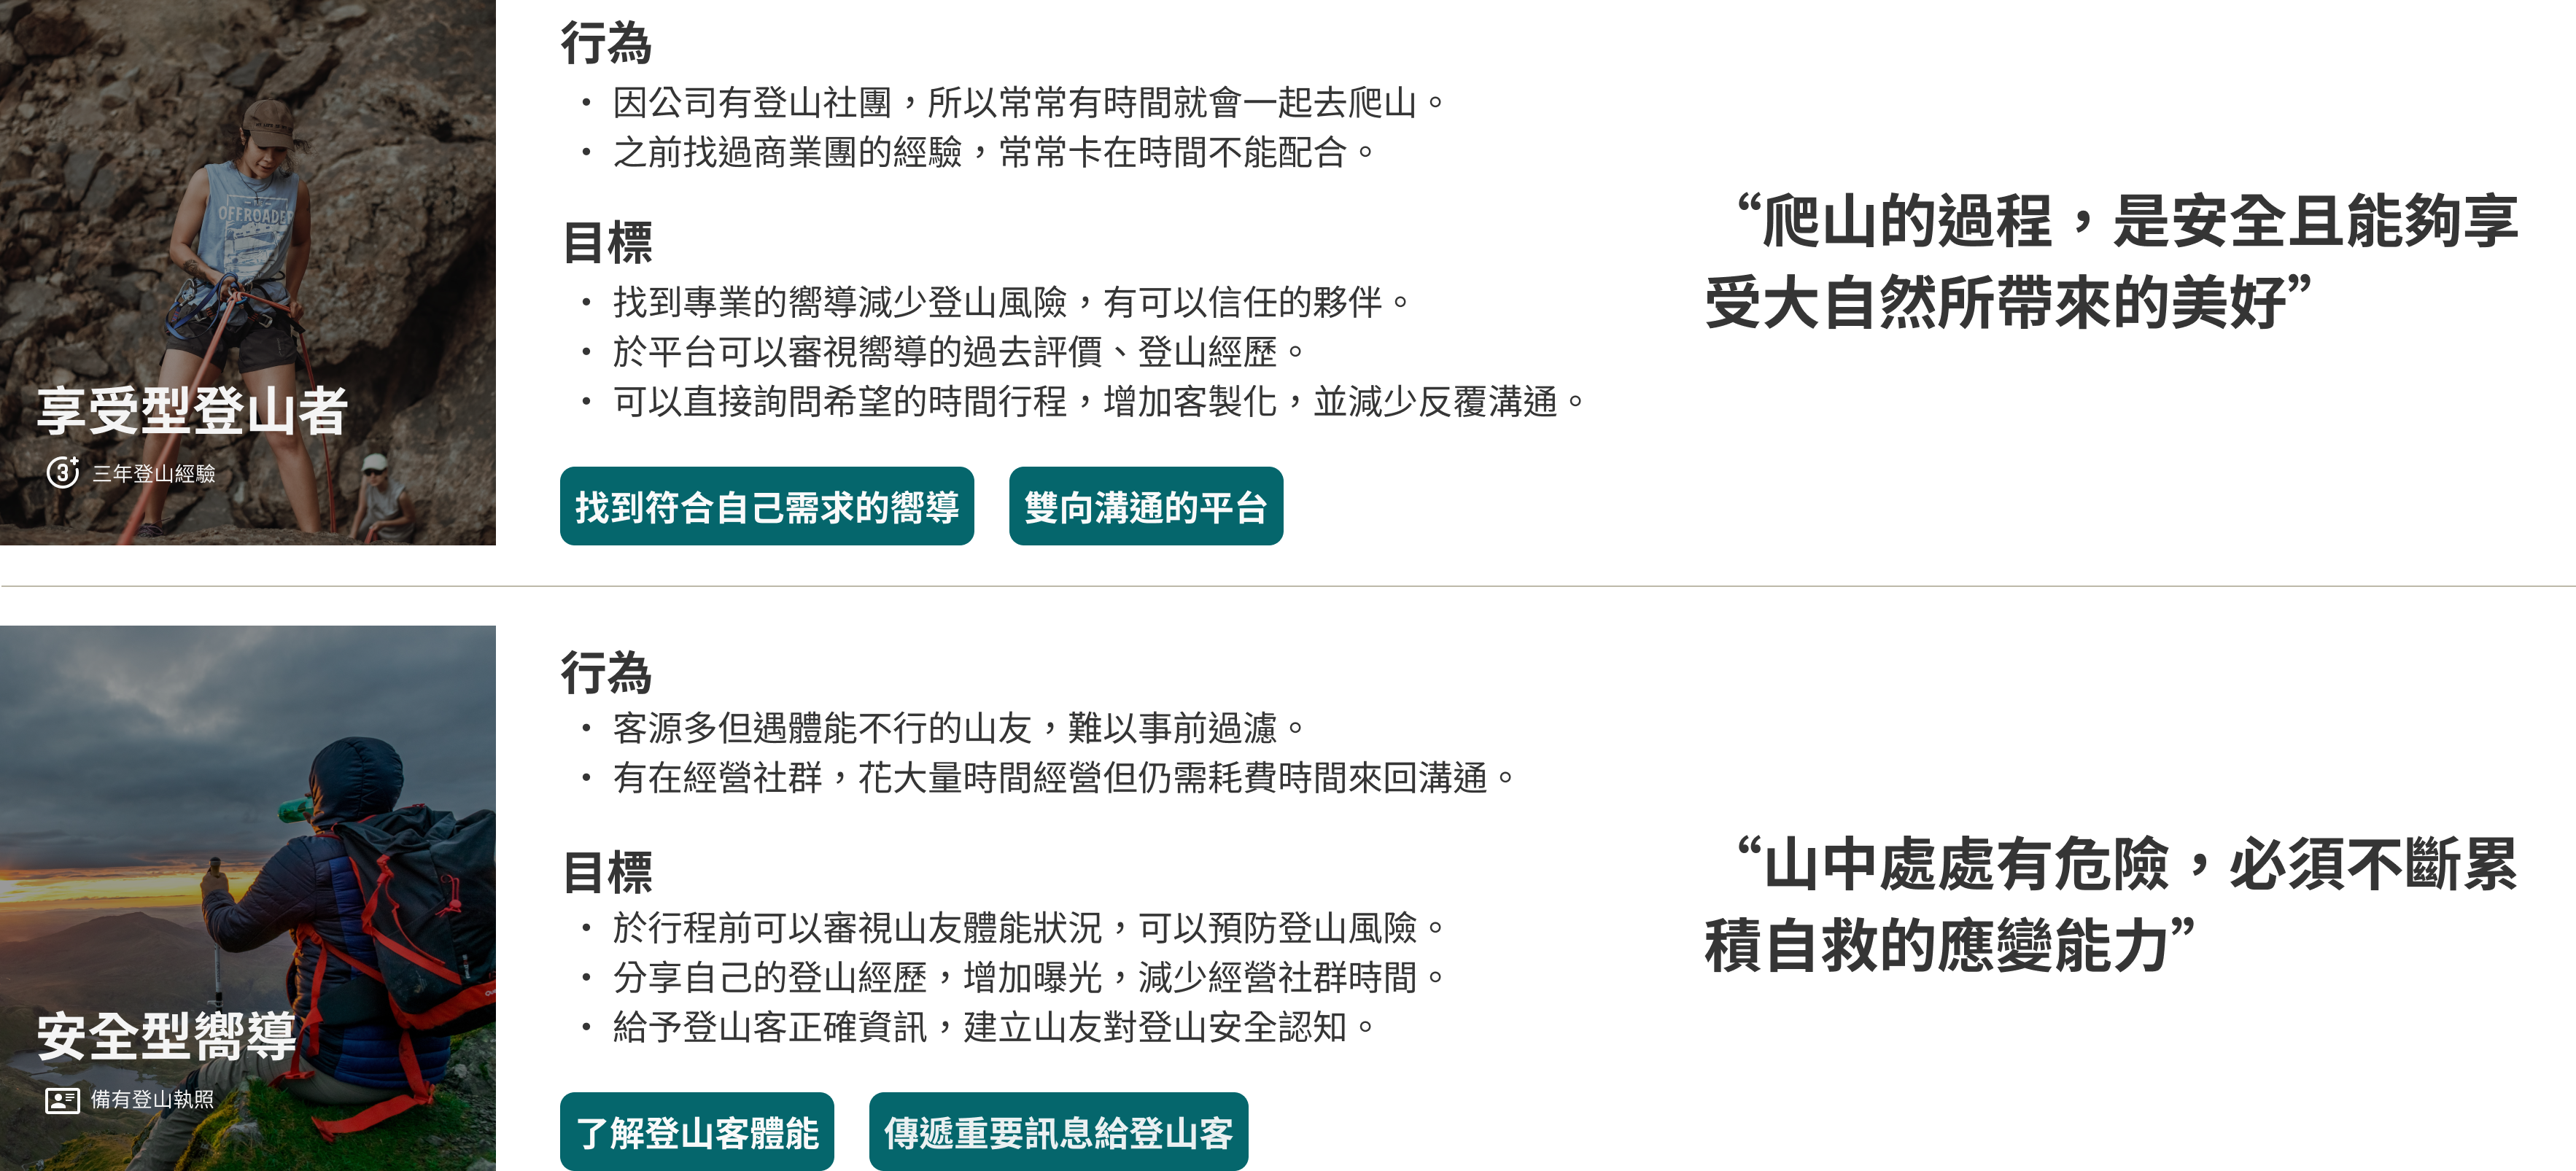 行為
• 因公司有登山社團，所以常常有時間就會一起去爬山。
• 之前找過商業團的經驗，常常卡在時間不能配合。
目標
• 找到專業的嚮導減少登山風險，有可以信任的夥伴。
• 於平台可以審視嚮導的過去評價、登山經歷。
• 可以直接詢問希望的時間行程，增加客製化，並減少反覆溝通。
找到符合自己需求的嚮導
雙向溝通的平台
“爬山的過程，是安全且能夠享
受大自然所帶來的美好”
OFFROADER
享受型登山者
3+ 三年登山經驗
行為
• 客源多但遇體能不行的山友，難以事前過濾。
• 有在經營社群，花大量時間經營但仍需耗費時間來回溝通。
目標
• 於行程前可以審視山友體能狀況，可以預防登山風險。
• 分享自己的登山經歷，增加曝光，減少經營社群時間。
• 給予登山客正確資訊，建立山友對登山安全認知。
了解登山客體能
傳遞重要訊息給登山客
“山中處處有危險，必須不斷累
積自救的應變能力”
安全型嚮導
備有登山執照